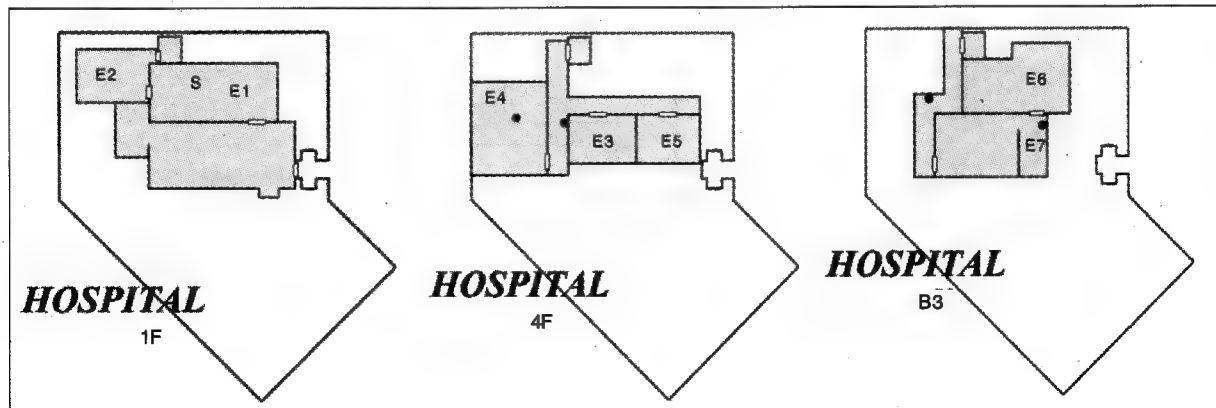 E2
S
E1
HOSPITAL
1F
E4
E3
E5
HOSPITAL
4F
E6
E7
HOSPITAL
B3